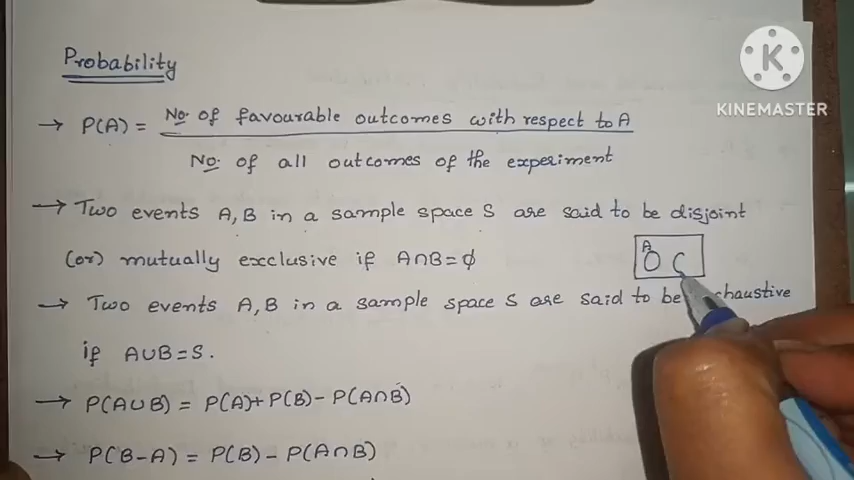 Probability
KINEMASTER
→ P(A) = No. of favourable outcomes with respect to A
No. of all outcomes of the experiment
→ Two events A, B in a sample space S are said to be disjoint
(or) mutually exclusive if A∩B = ϕ
A
→ Two events A, B in a sample space S are said to be
if A∪B = S.
→ P(A∪B) = P(A) + P(B) - P(A∩B)
→ P(B-A) = P(B) - P(A∩B)